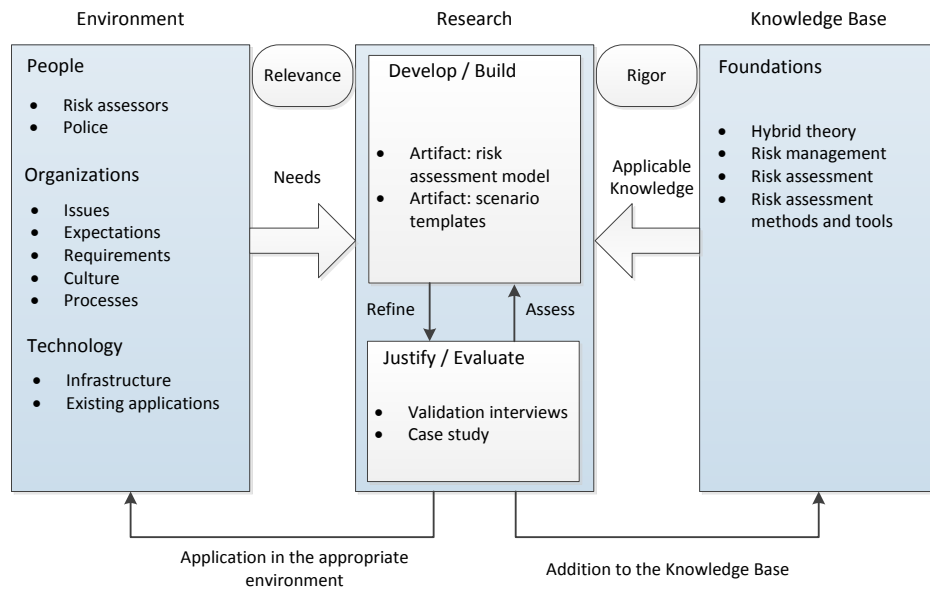 Environment
Research
Knowledge Base
People
• Risk assessors
• Police
Organizations
• Issues
• Expectations
• Requirements
• Culture
• Processes
Technology
• Infrastructure
• Existing applications
Relevance
Needs
Develop / Build
• Artifact: risk
assessment model
• Artifact: scenario
templates
Refine
Assess
Justify / Evaluate
• Validation interviews
• Case study
Rigor
Applicable
Knowledge
Foundations
• Hybrid theory
• Risk management
• Risk assessment
• Risk assessment
methods and tools
Application in the appropriate
environment
Addition to the Knowledge Base